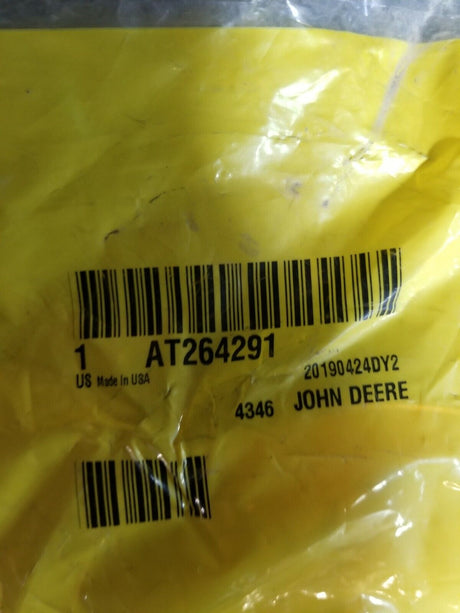 1 AT264291
US Made In USA 20190424DY2
4346 JOHN DEERE